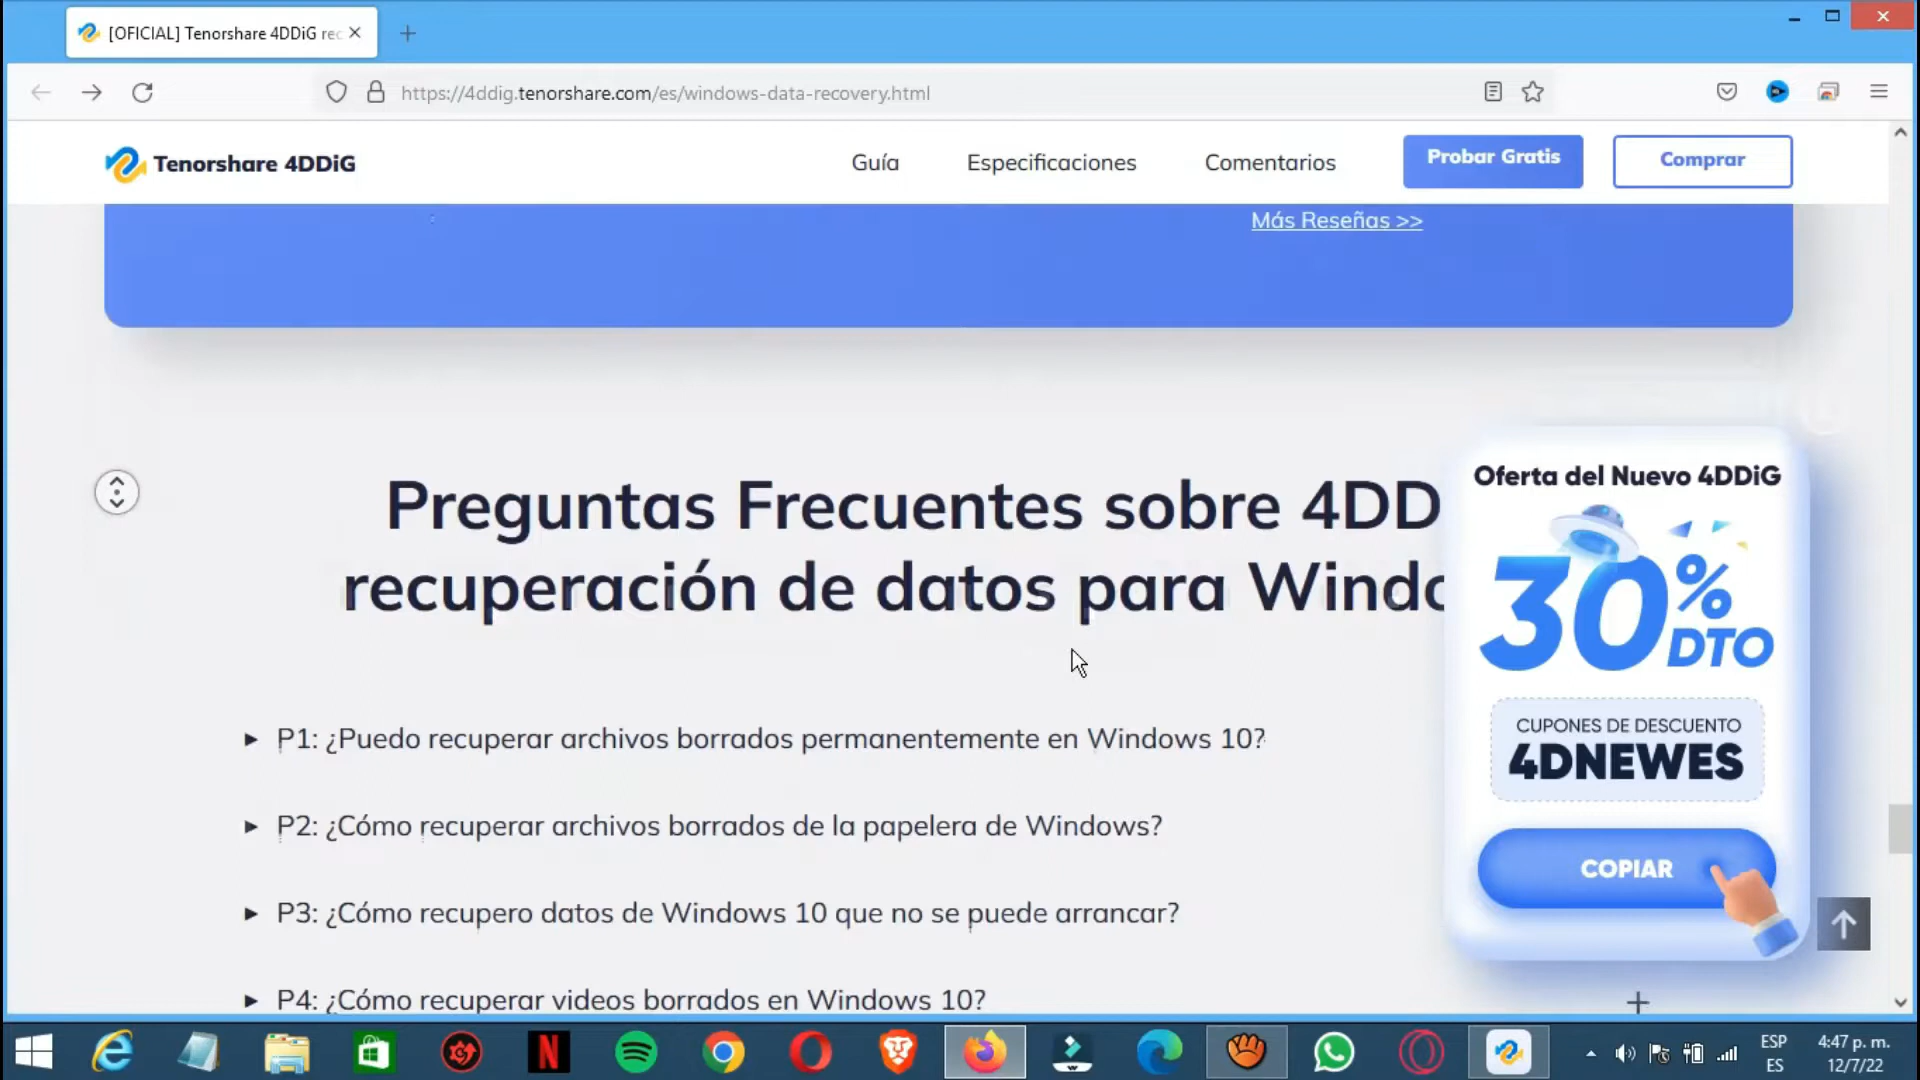 [OFICIAL] Tenorshare 4DDiG rec
https://4ddig.tenorshare.com/es/windows-data-recovery.html
Tenorshare 4DDiG
Guía
Especificaciones
Comentarios
Probar Gratis
Comprar
Más Reseñas >>
Preguntas Frecuentes sobre 4DD
recuperación de datos para Windo
P1: ¿Puedo recuperar archivos borrados permanentemente en Windows 10?
P2: ¿Cómo recuperar archivos borrados de la papelera de Windows?
P3: ¿Cómo recupero datos de Windows 10 que no se puede arrancar?
P4: ¿Cómo recuperar videos borrados en Windows 10?
Oferta del Nuevo 4DDiG
30%
DTO
CUPONES DE DESCUENTO
4DNEWES
COPIAR
ESP
ES
4:47 p. m.
12/7/22